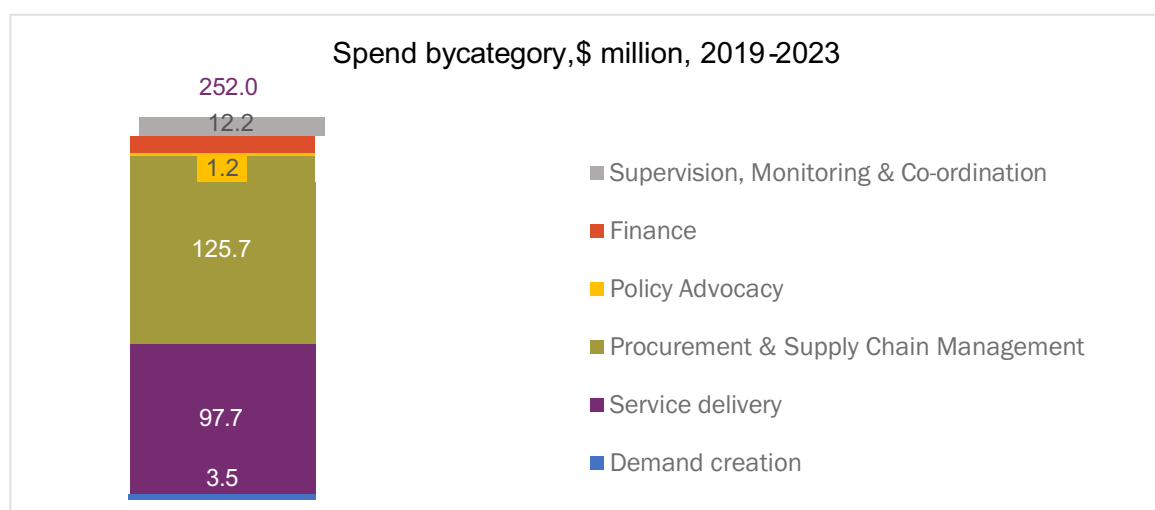 Spend bycategory,$ million, 2019-2023
252.0
12.2
1.2
125.7
97.7
3.5
Supervision, Monitoring & Co-ordination
Finance
Policy Advocacy
Procurement & Supply Chain Management
Service delivery
Demand creation